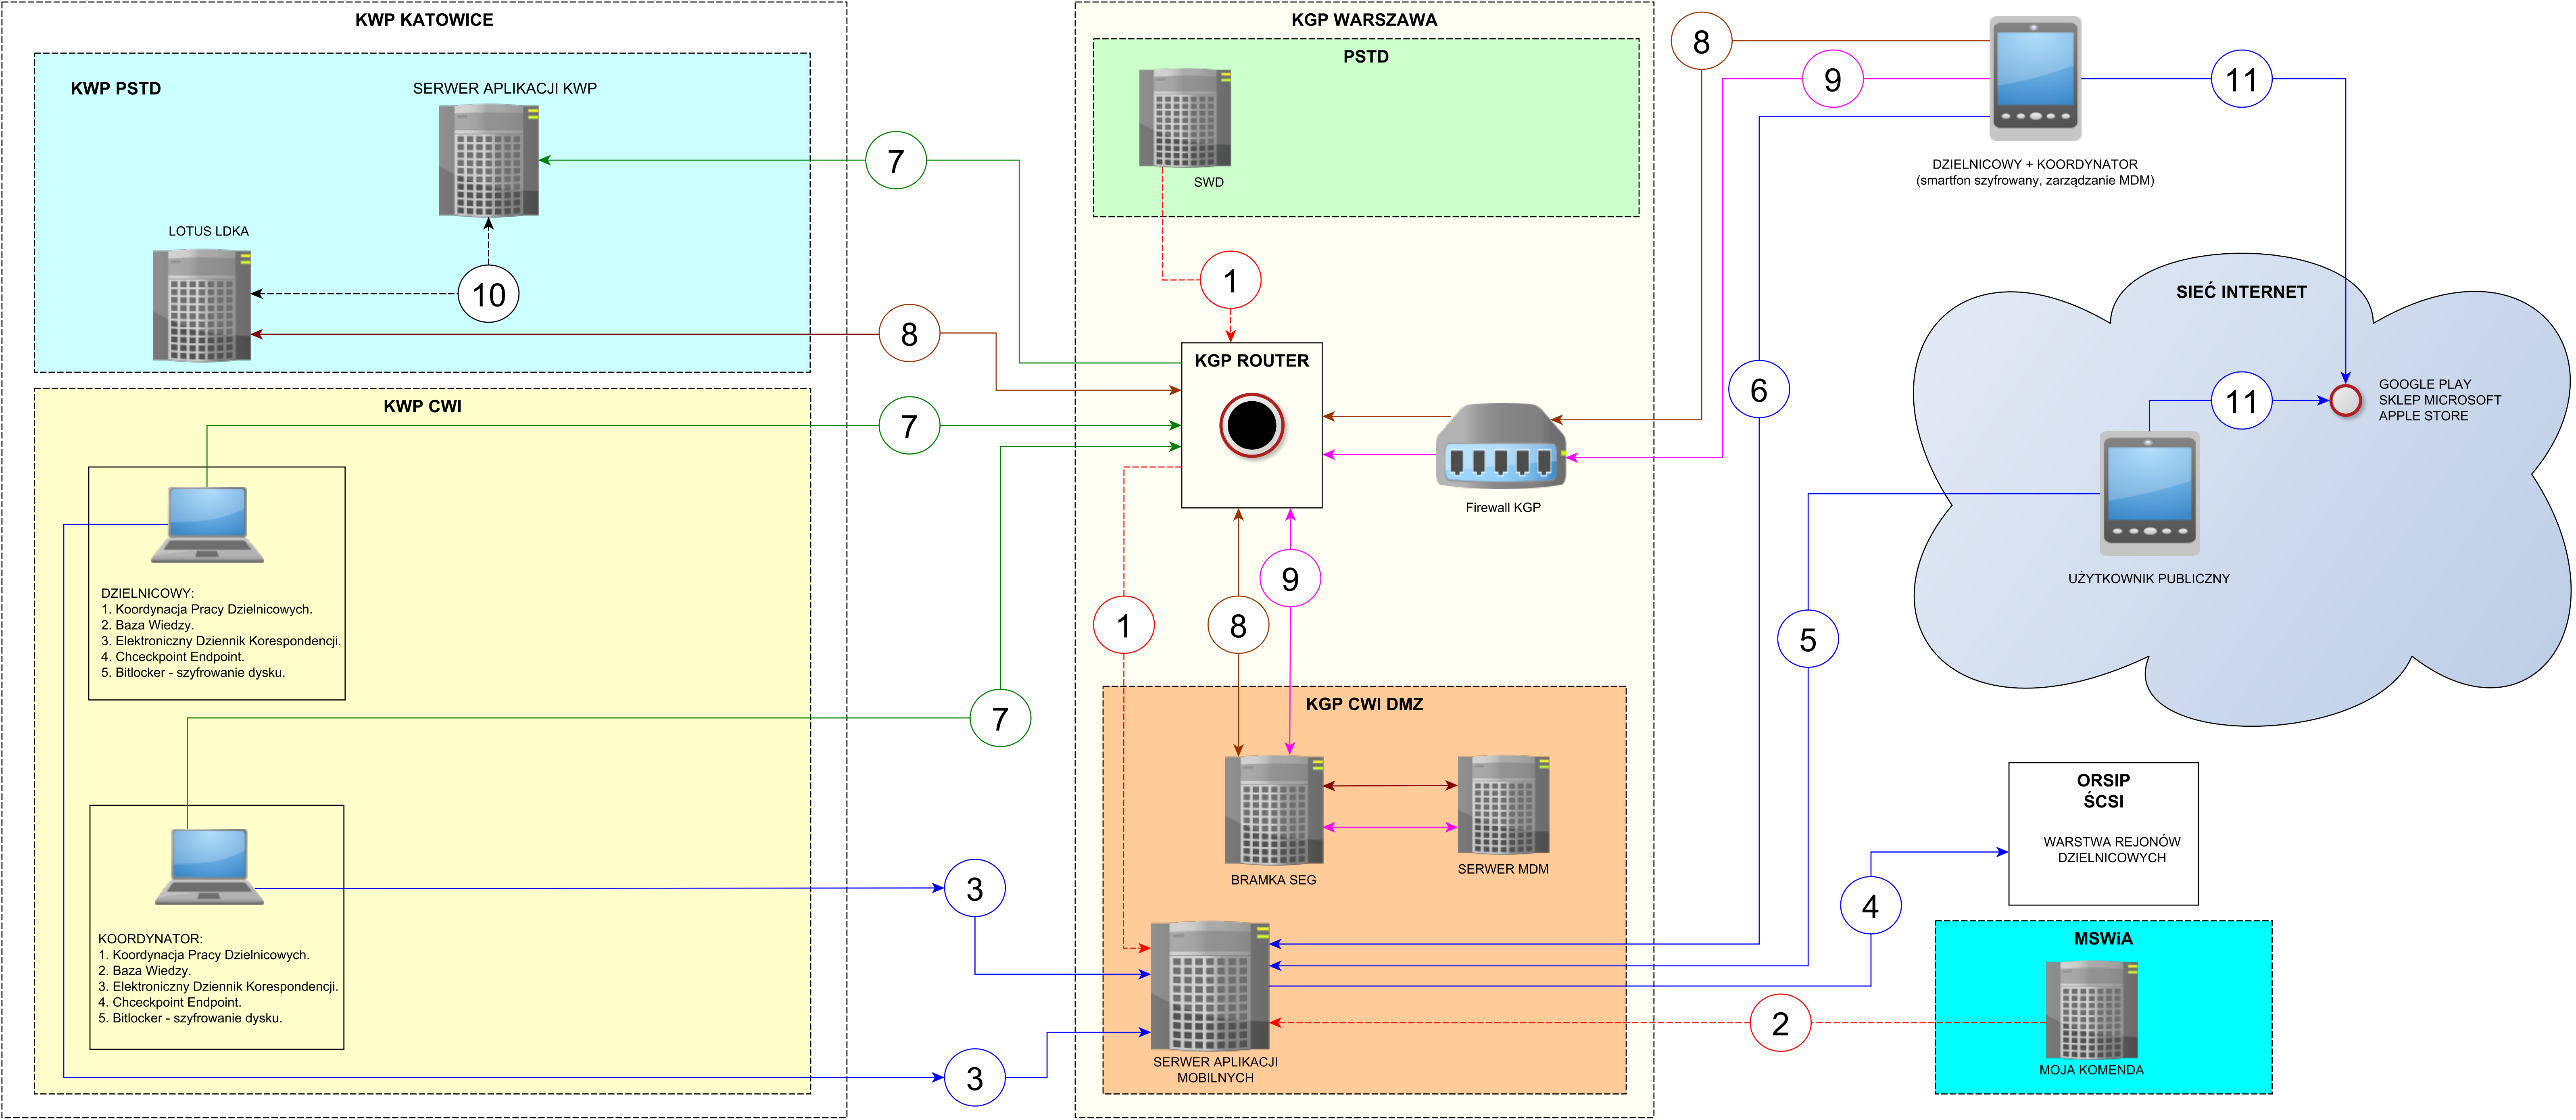 KWP KATOWICE
KWP PSTD
SERWER APLIKACJI KWP
LOTUS LDKA
10
7
8
KWP CWI
7
DZIELNICOWY:
1. Koordynacja Pracy Dzielnicowych.
2. Baza Wiedzy.
3. Elektroniczny Dziennik Korespondencji.
4. Chceckpoint Endpoint.
5. Bitlocker - szyfrowanie dysku.
7
KOORDYNATOR:
1. Koordynacja Pracy Dzielnicowych.
2. Baza Wiedzy.
3. Elektroniczny Dziennik Korespondencji.
4. Chceckpoint Endpoint.
5. Bitlocker - szyfrowanie dysku.
3
3
KGP WARSZAWA
PSTD
SWD
1
KGP ROUTER
Firewall KGP
1
8
9
KGP CWI DMZ
BRAMKA SEG
SERWER MDM
SERWER APLIKACJI
MOBILNYCH
8
9
11
DZIELNICOWY + KOORDYNATOR
(smartfon szyfrowany, zarządzanie MDM)
6
5
SIEĆ INTERNET
11
GOOGLE PLAY
SKLEP MICROSOFT
APPLE STORE
UŻYTKOWNIK PUBLICZNY
4
ORSIP
ŚCSI
WARSTWA REJONÓW
DZIELNICOWYCH
2
MSWiA
MOJA KOMENDA